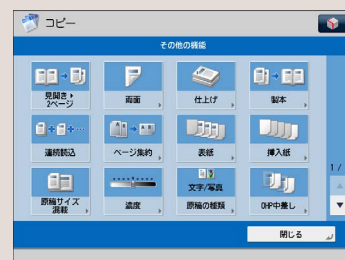 コピー
その他の機能
見開き▸
2ページ
両面
仕上げ
製本
連続読込
ページ集約
表紙
挿入紙
文字/写真
原稿サイズ
混載
濃度
原稿の種類
OHP中差し
1/
閉じる